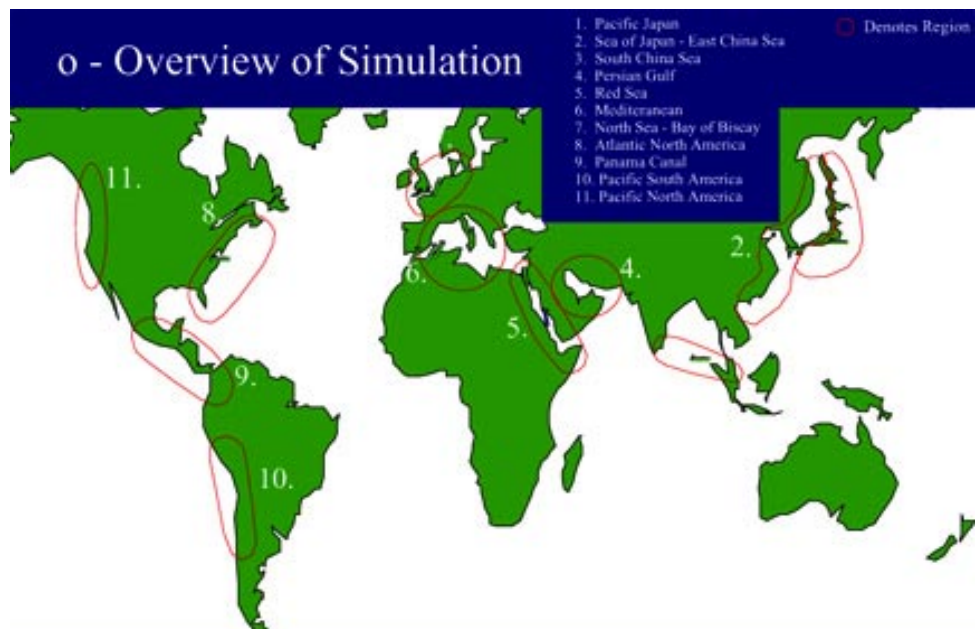 o - Overview of Simulation
1. Pacific Japan
2. Sea of Japan - East China Sea
3. South China Sea
4. Persian Gulf
5. Red Sea
6. Mediteranean
7. North Sea - Bay of Biscay
8. Atlantic North America
9. Panama Canal
10. Pacific South America
11. Pacific North America
Denotes Region
11.
8.
2.
6.
4.
5.
9.
10.